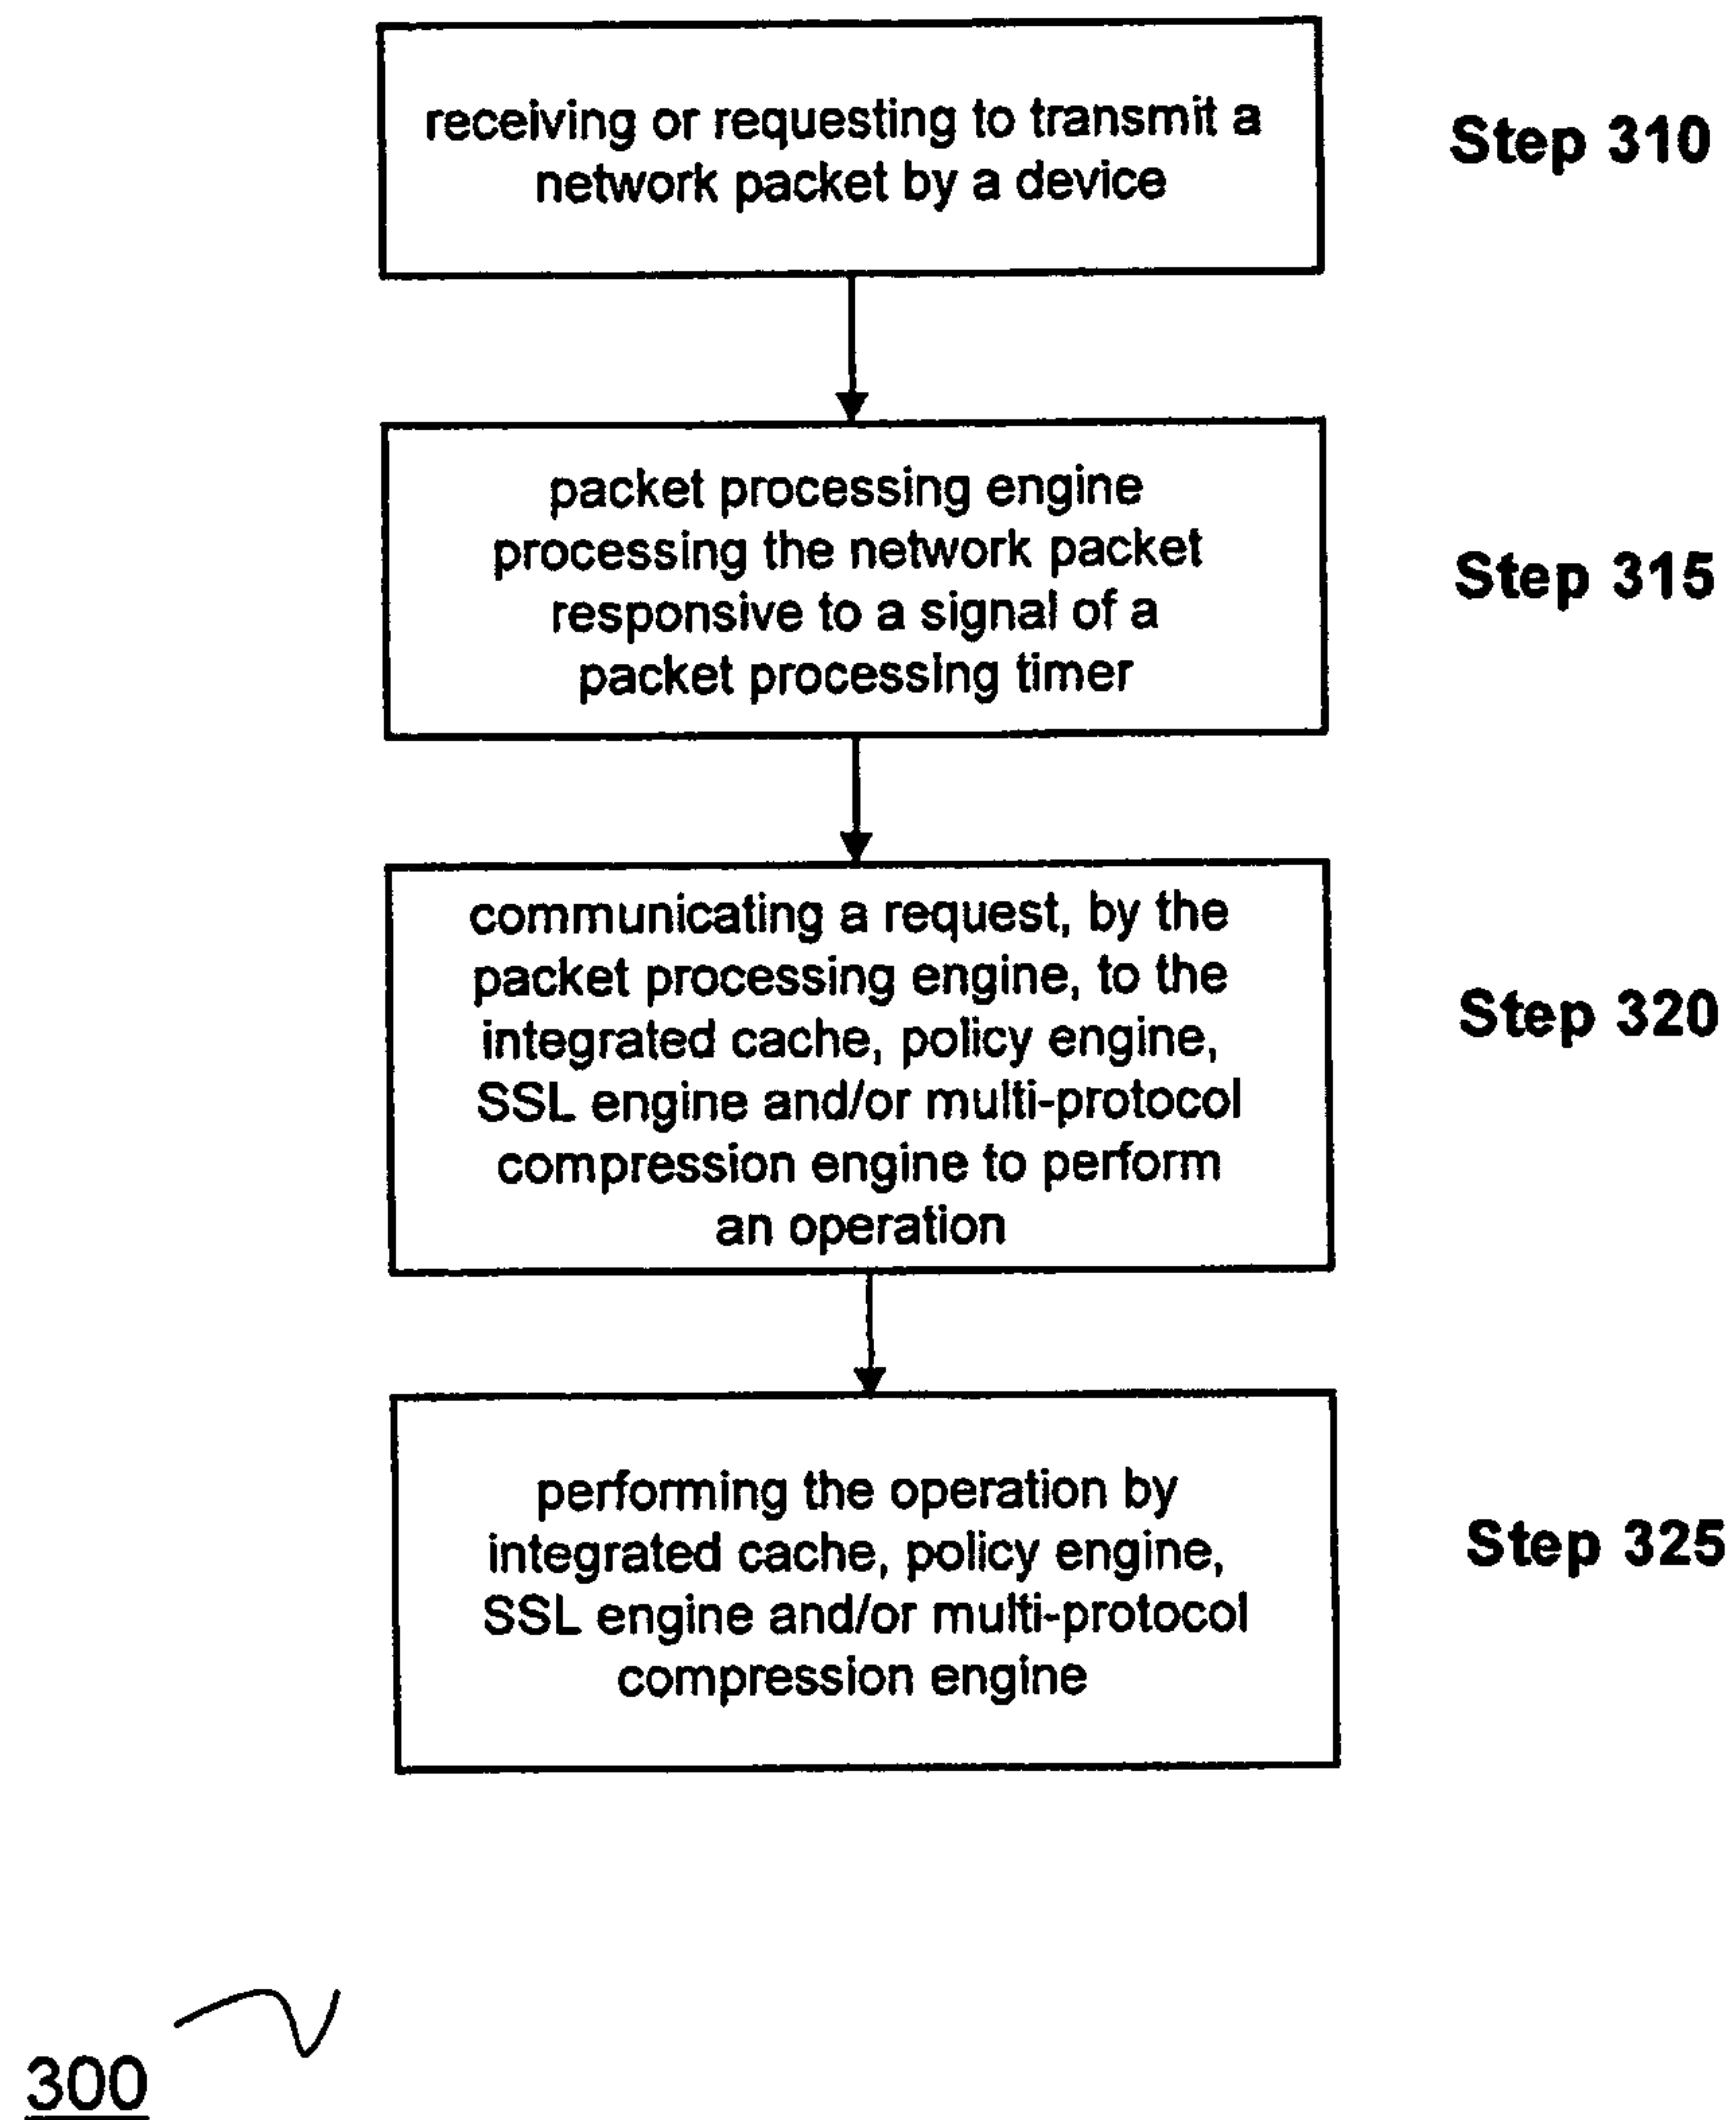 receiving or requesting to transmit a
network packet by a device
Step 310
packet processing engine
processing the network packet
responsive to a signal of a
packet processing timer
Step 315
communicating a request, by the
packet processing engine, to the
integrated cache, policy engine,
SSL engine and/or multi-protocol
compression engine to perform
an operation
Step 320
performing the operation by
integrated cache, policy engine,
SSL engine and/or multi-protocol
compression engine
Step 325
300